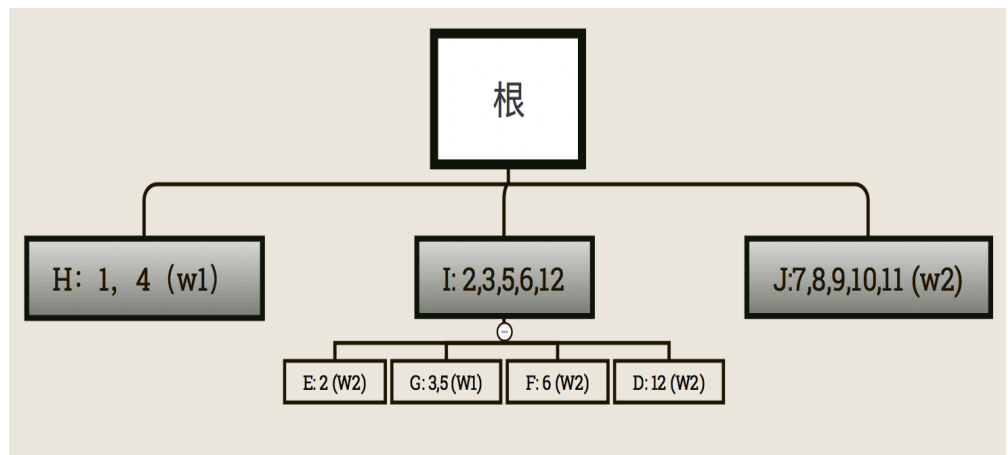 根
H：1，4（w1）
I: 2,3,5,6,12
J:7,8,9,10,11 (w2)
E: 2 (W2)
G: 3,5 (W1)
F: 6 (W2)
D: 12 (W2)